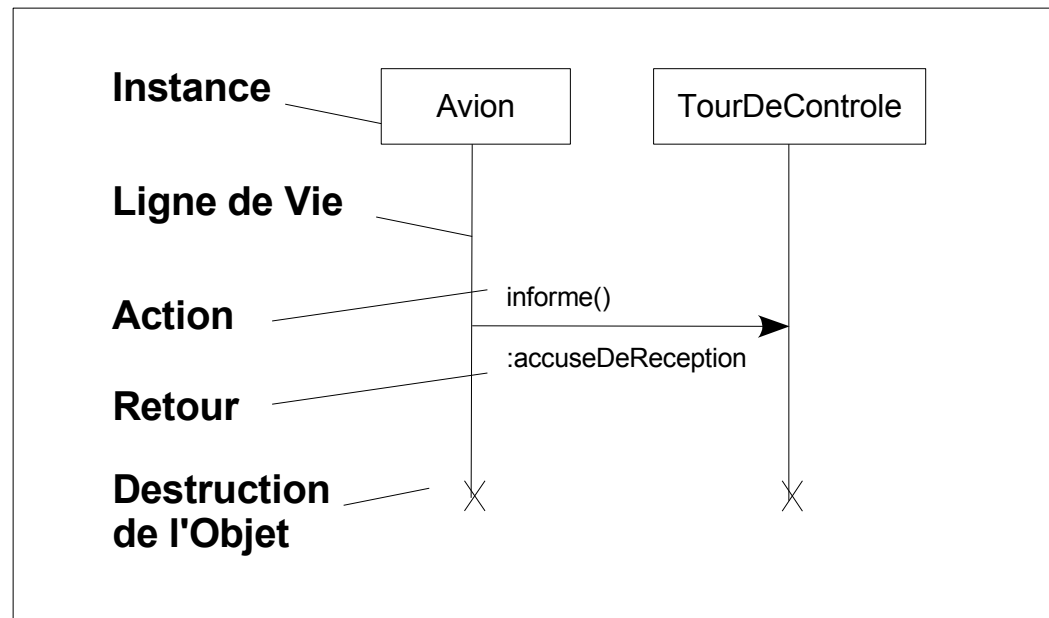 Instance
Avion
TourDeControle
Ligne de Vie
informe()
Action
:accuseDeReception
Retour
Destruction
de l'Objet